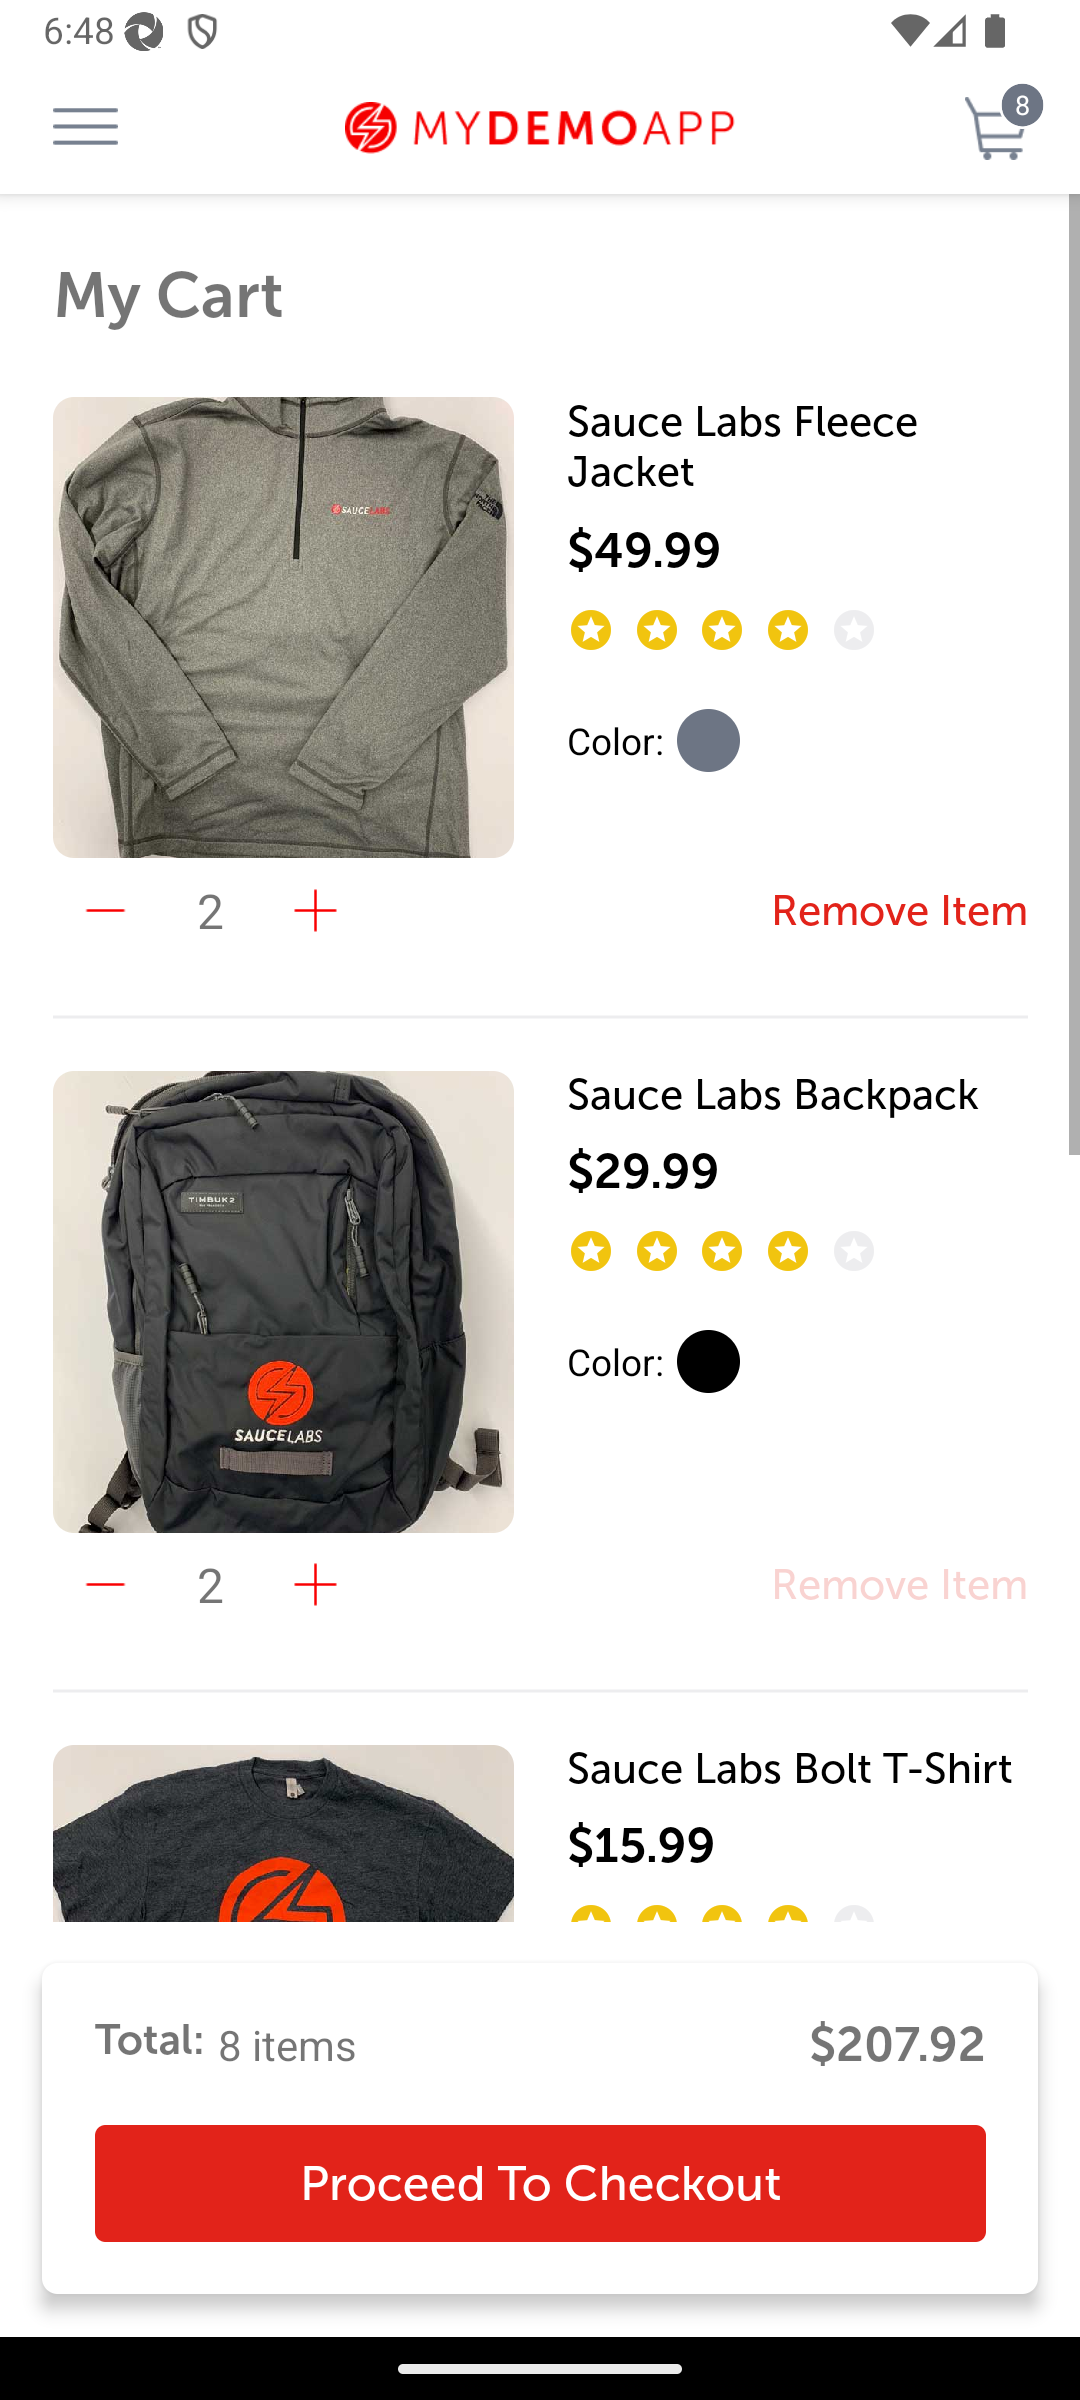 6:48
MYDEMOAPP
8
My Cart
Sauce Labs Fleece
Jacket
$49.99
SAUCELABS
Color:
2
Remove Item
Sauce Labs Backpack
$29.99
TIMBUK2
Color:
SAUCELABS
2
Remove Item
Sauce Labs Bolt T-Shirt
$15.99
Total: 8 items
$207.92
Proceed To Checkout